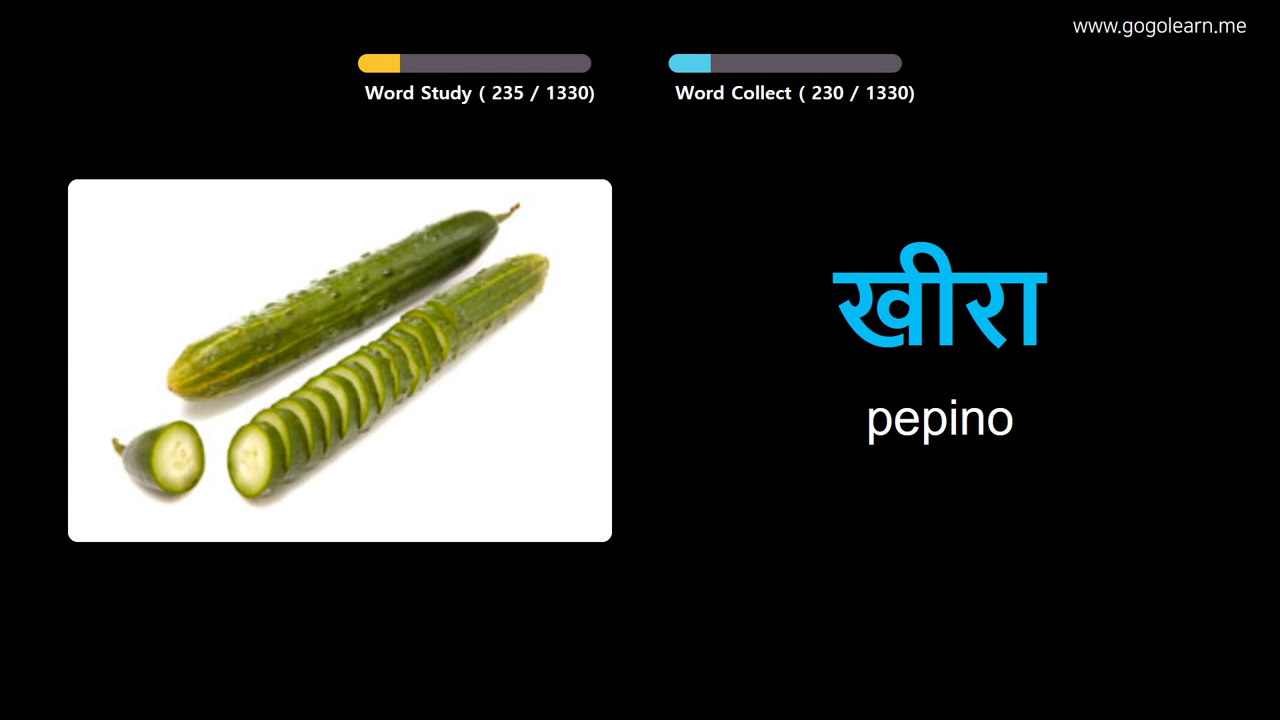 www.gogolearn.me
Word Study ( 235 / 1330)
Word Collect ( 230 / 1330)
खीरा
pepino